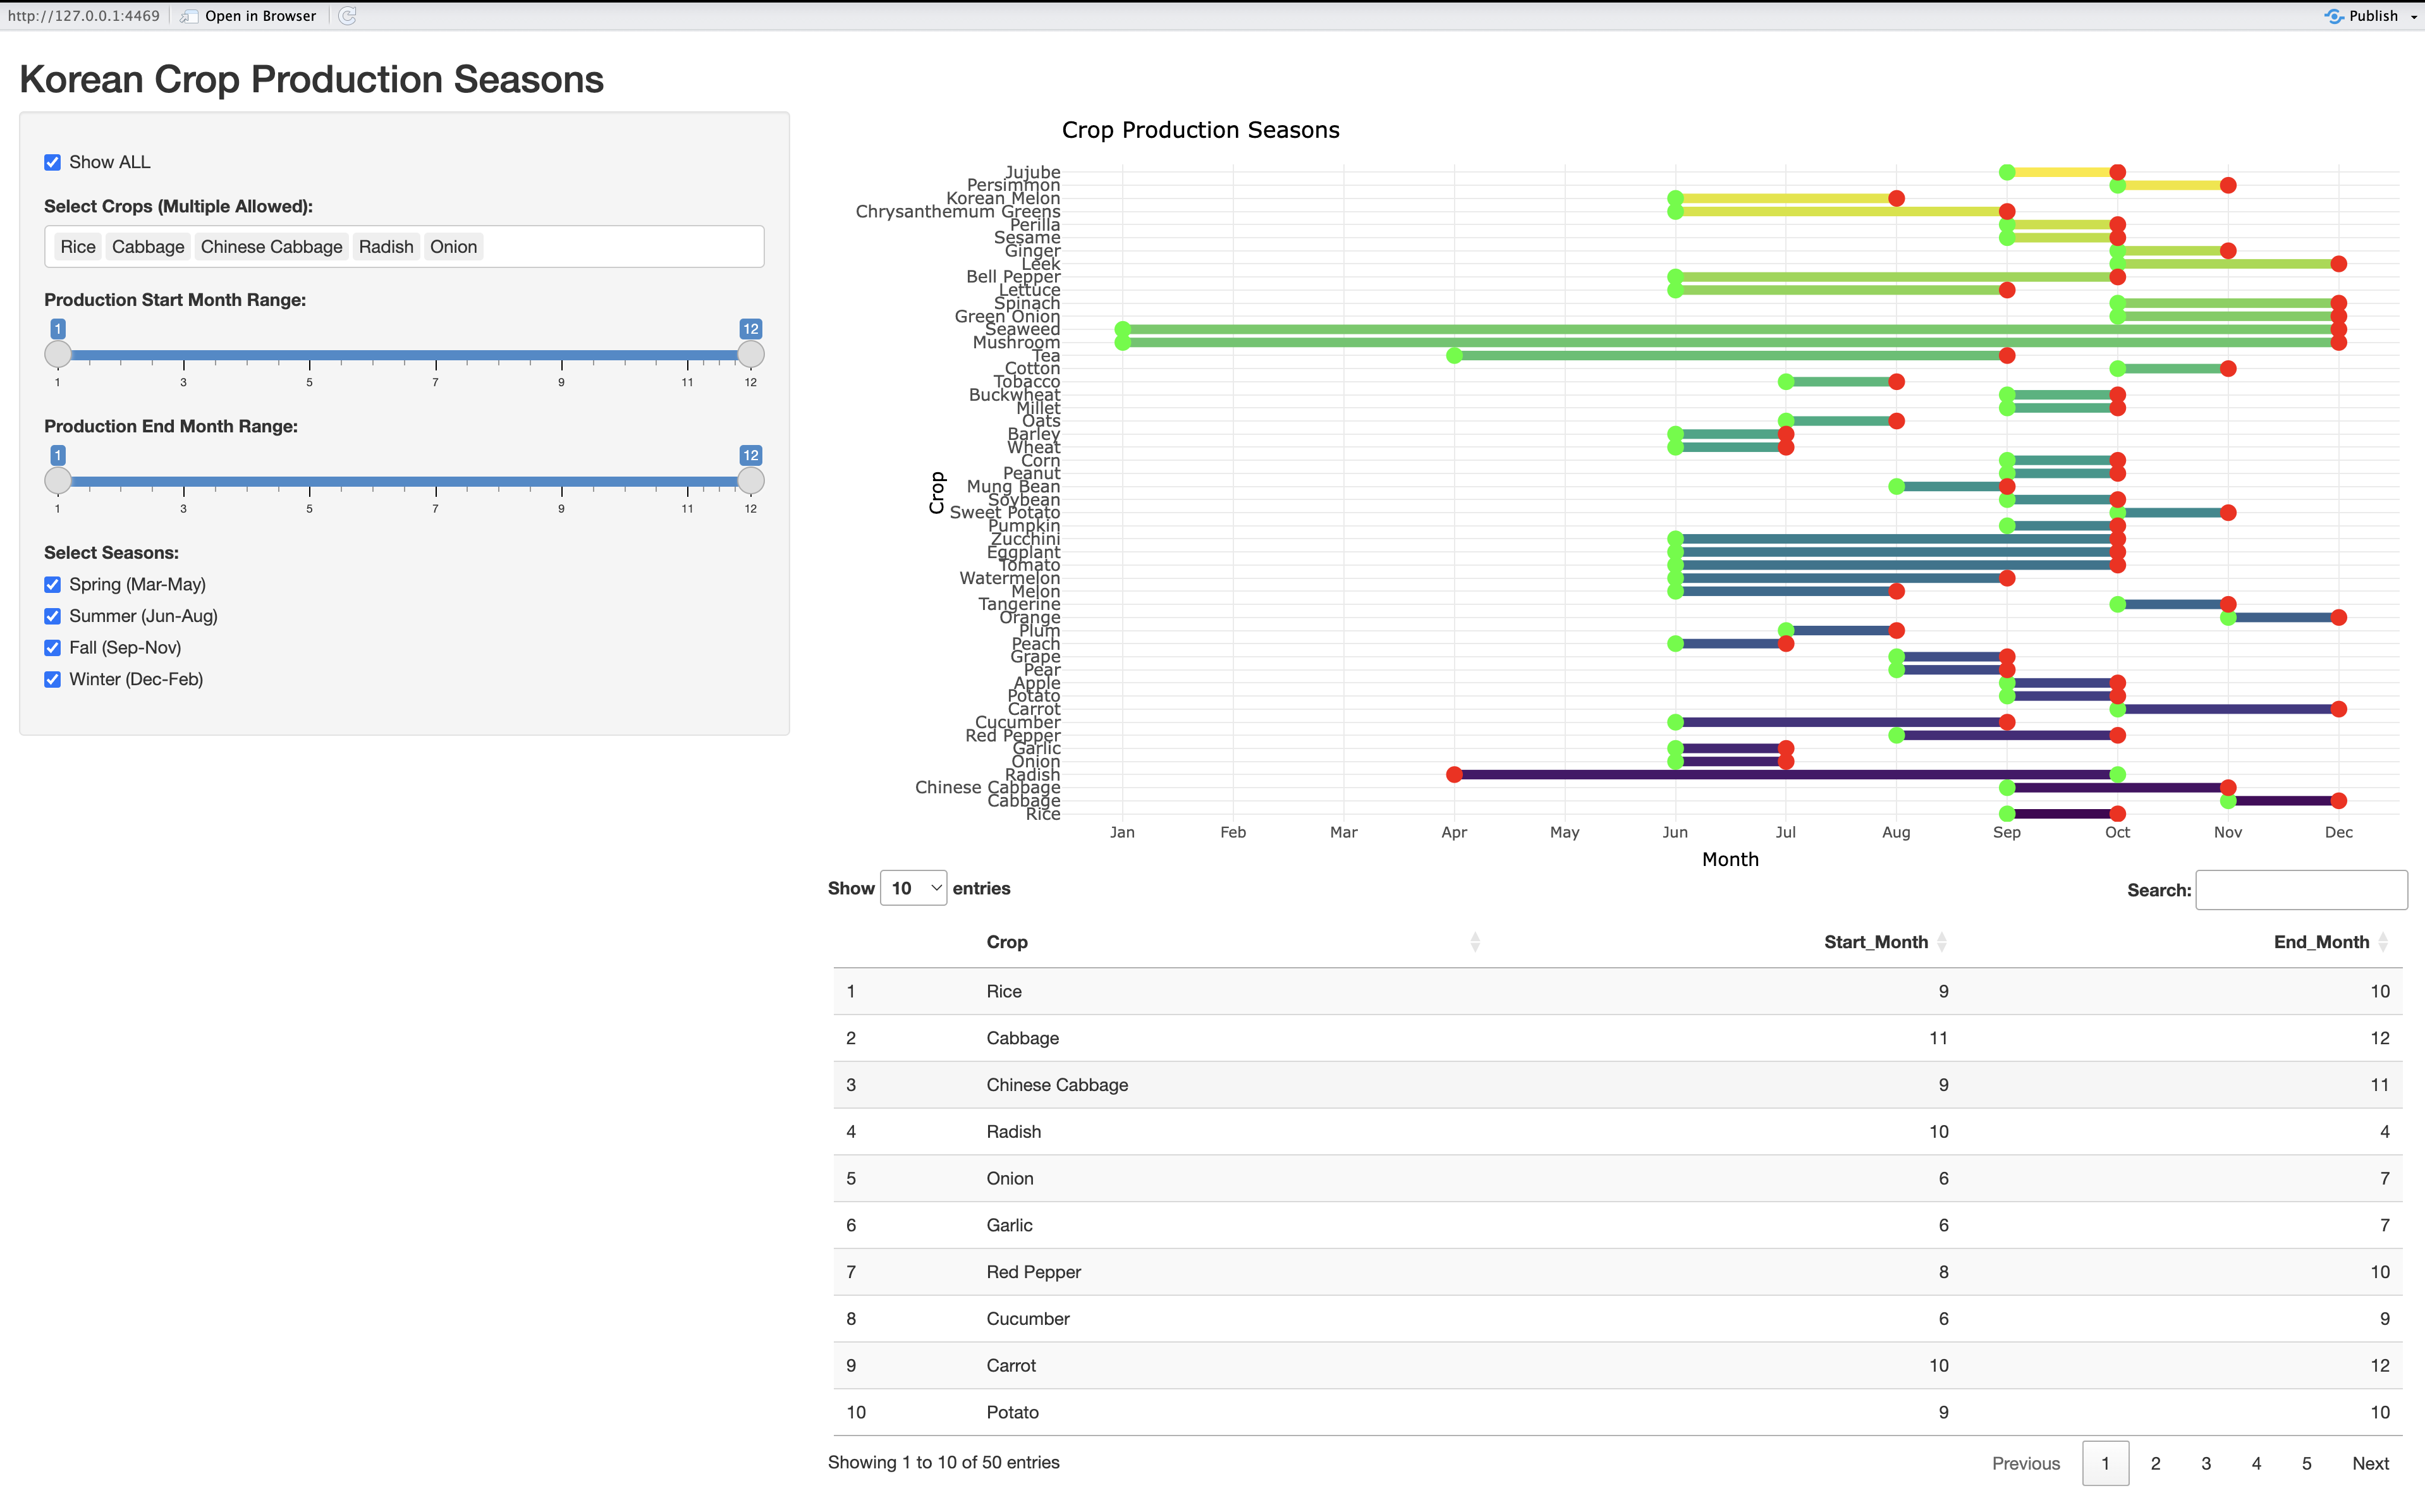 http://127.0.0.1:4469 Open in Browser Publish
Korean Crop Production Seasons
Show ALL
Select Crops (Multiple Allowed):
Rice Cabbage Chinese Cabbage Radish Onion
Production Start Month Range:
1 12
1 3 5 7 9 11 12
Production End Month Range:
1 12
1 3 5 7 9 11 12
Select Seasons:
Spring (Mar-May)
Summer (Jun-Aug)
Fall (Sep-Nov)
Winter (Dec-Feb)
Crop Production Seasons
Jujube
Persimmon
Korean Melon
Chrysanthemum Greens
Perilla
Sesame
Ginger
Leek
Bell Pepper
Lettuce
Spinach
Green Onion
Seaweed
Mushroom
Tea
Cotton
Tobacco
Buckwheat
Millet
Oats
Barley
Wheat
Corn
Peanut
Mung Bean
Soybean
Sweet Potato
Pumpkin
Zucchini
Eggplant
Tomato
Watermelon
Melon
Tangerine
Orange
Plum
Peach
Grape
Pear
Apple
Potato
Carrot
Cucumber
Red Pepper
Garlic
Onion
Radish
Chinese Cabbage
Cabbage
Rice
Crop
Jan Feb Mar Apr May Jun Jul Aug Sep Oct Nov Dec
Month
Show 10 entries Search:
Crop Start_Month End_Month
1 Rice 9 10
2 Cabbage 11 12
3 Chinese Cabbage 9 11
4 Radish 10 4
5 Onion 6 7
6 Garlic 6 7
7 Red Pepper 8 10
8 Cucumber 6 9
9 Carrot 10 12
10 Potato 9 10
Showing 1 to 10 of 50 entries Previous 1 2 3 4 5 Next